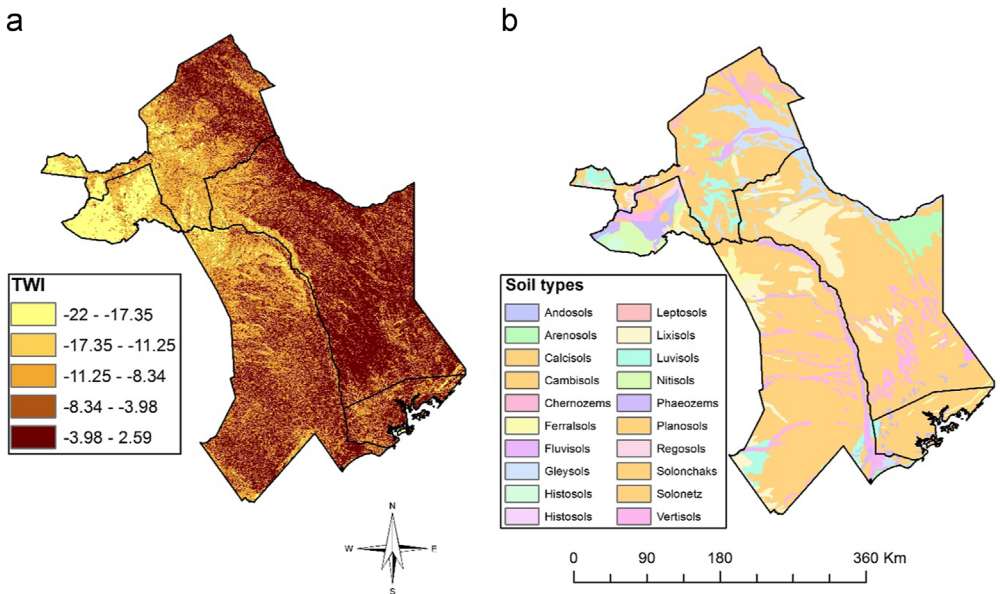 a
TWI
-22 - -17.35
-17.35 - -11.25
-11.25 - -8.34
-8.34 - -3.98
-3.98 - 2.59
N
W E
S
b
Soil types
Andosols
Arenosols
Calcisols
Cambisols
Chernozems
Ferralsols
Fluvisols
Gleysols
Histosols
Histosols
Leptosols
Lixisols
Luvisols
Nitisols
Phaeozems
Planosols
Regosols
Solonchaks
Solonetz
Vertisols
0 90 180 360 Km